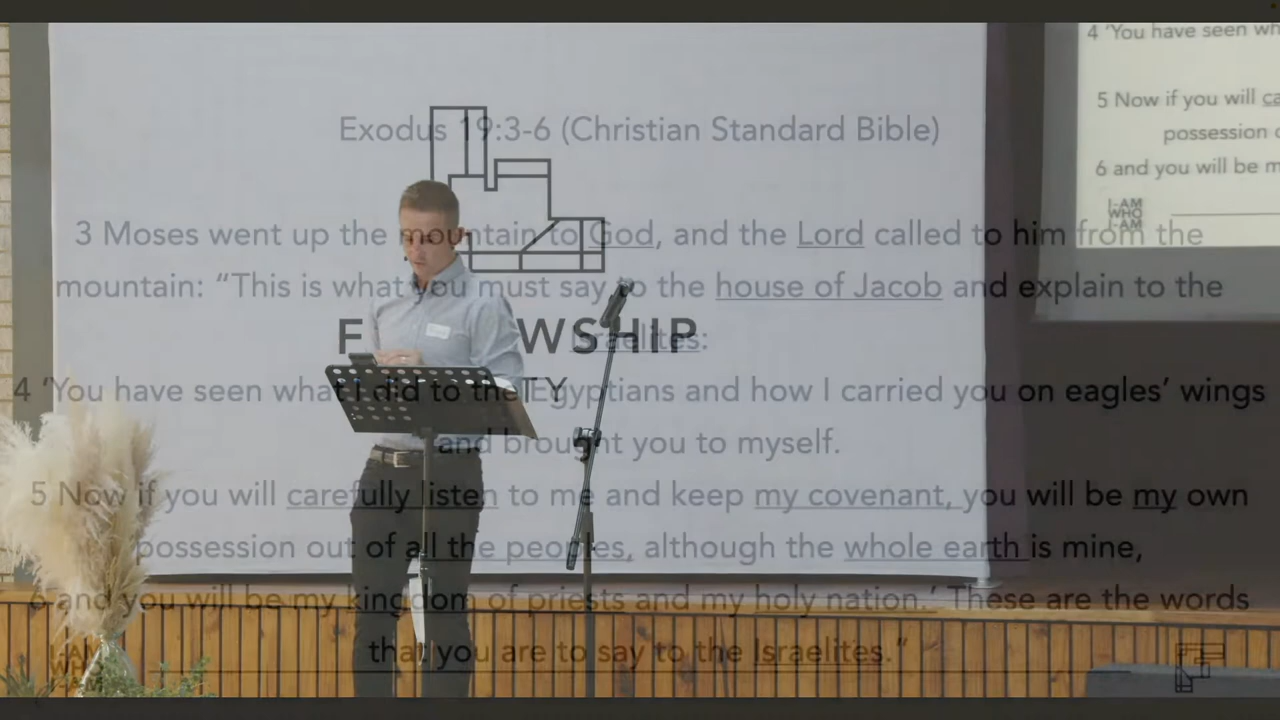 Exodus 19:3-6 (Christian Standard Bible)
3 Moses went up the mountain to God, and the Lord called to him from the
mountain: “This is what you must say to the house of Jacob and explain to the
Israelites:
4 ‘You have seen what I did to the Egyptians and how I carried you on eagles’ wings
and brought you to myself.
5 Now if you will carefully listen to me and keep my covenant, you will be my own
possession out of all the peoples, although the whole earth is mine,
6 and you will be my kingdom of priests and my holy nation.’ These are the words
that you are to say to the Israelites.“
I-AM
WHO
I-AM
F WSHIP
TY
4 ‘You have seen wh
5 Now if you will ca
possession o
6 and you will be m
I-AM
WHO
I-AM